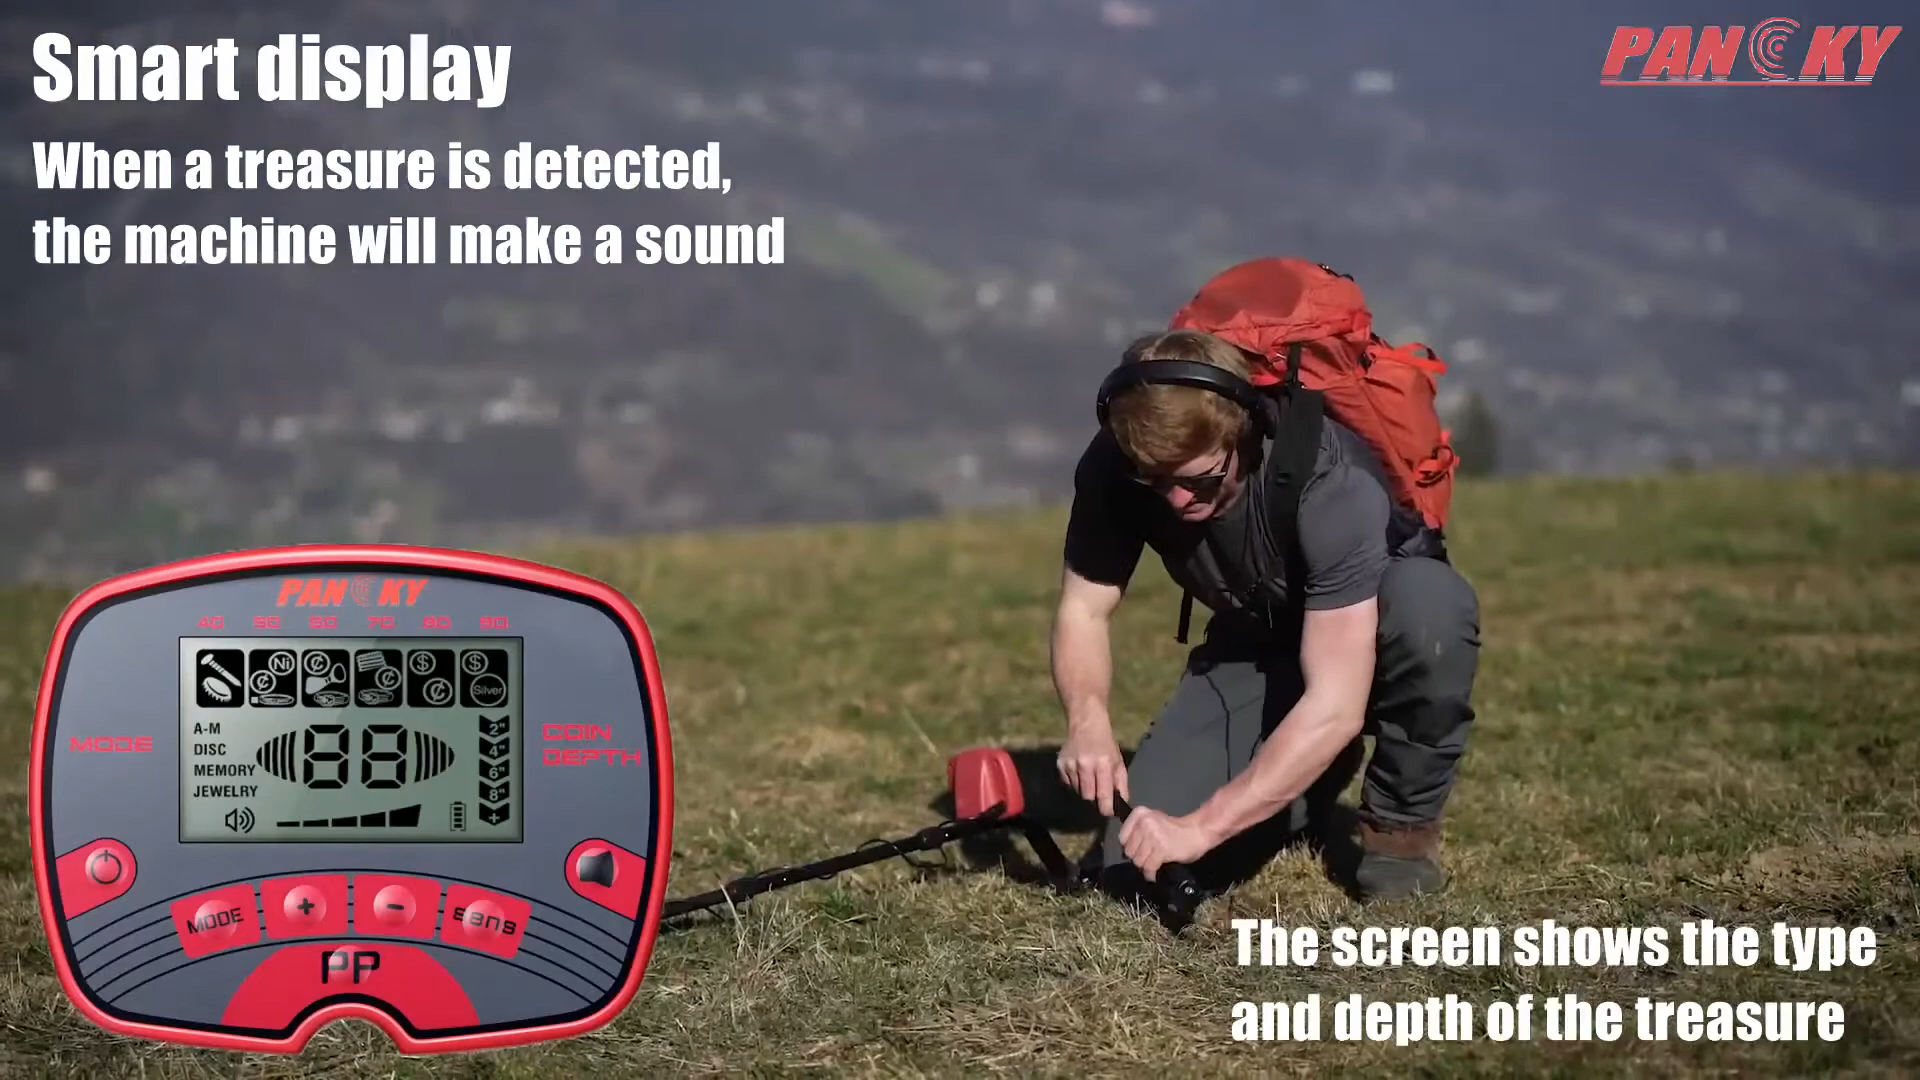 Smart display
When a treasure is detected,
the machine will make a sound
PANCKY
PANCKY
40 50 60 70 80 90
Ni ¢ ¢ ¢ $ ¢ $ Silver
A-M
DISC
MEMORY
JEWELRY
88
2"
4"
6"
8"
+
MODE
COIN
DEPTH
MODE + - SENS
PP
The screen shows the type
and depth of the treasure